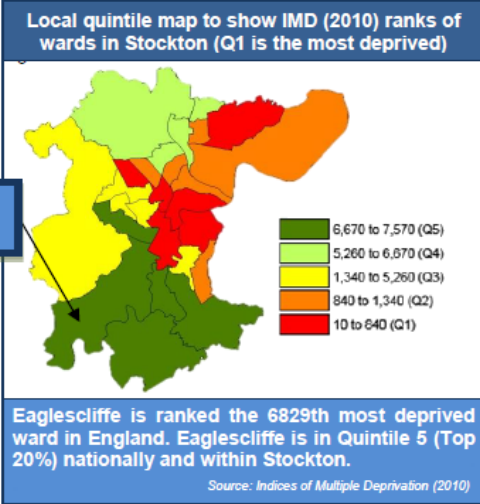 Local quintile map to show IMD (2010) ranks of
wards in Stockton (Q1 is the most deprived)
6,670 to 7,570 (Q5)
5,260 to 6,670 (Q4)
1,340 to 5,260 (Q3)
840 to 1,340 (Q2)
10 to 840 (Q1)
Eaglescliffe is ranked the 6829th most deprived
ward in England. Eaglescliffe is in Quintile 5 (Top
20%) nationally and within Stockton.
Source: Indices of Multiple Deprivation (2010)